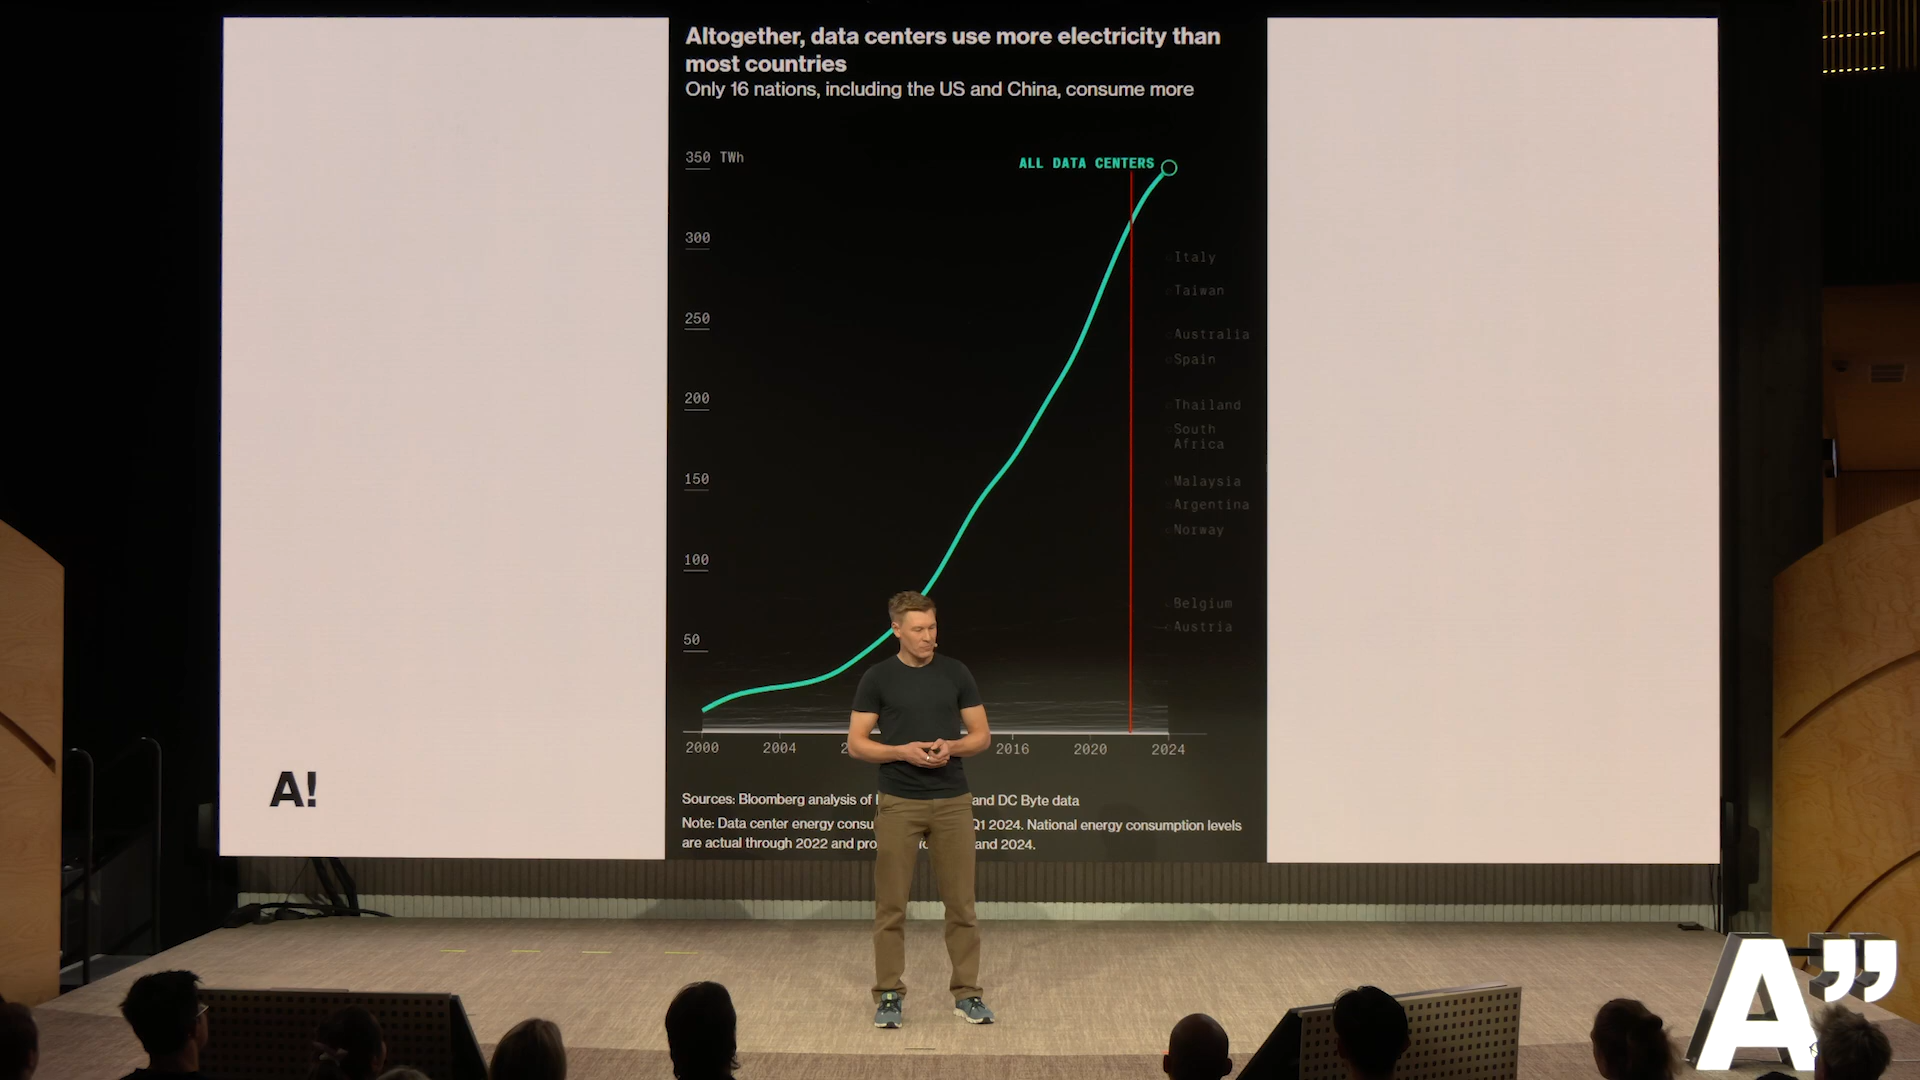 Altogether, data centers use more electricity than
most countries
Only 16 nations, including the US and China, consume more
350 TWh
ALL DATA CENTERS
300
Italy
Taiwan
250
Australia
Spain
200
Thailand
South
Africa
150
Malaysia
Argentina
Norway
100
Belgium
Austria
50
2000 2004 2016 2020 2024
Sources: Bloomberg analysis of and DC Byte data
Note: Data center energy Q1 2024. National energy consumption levels
are actual through 2022 and and 2024.
A!
A”